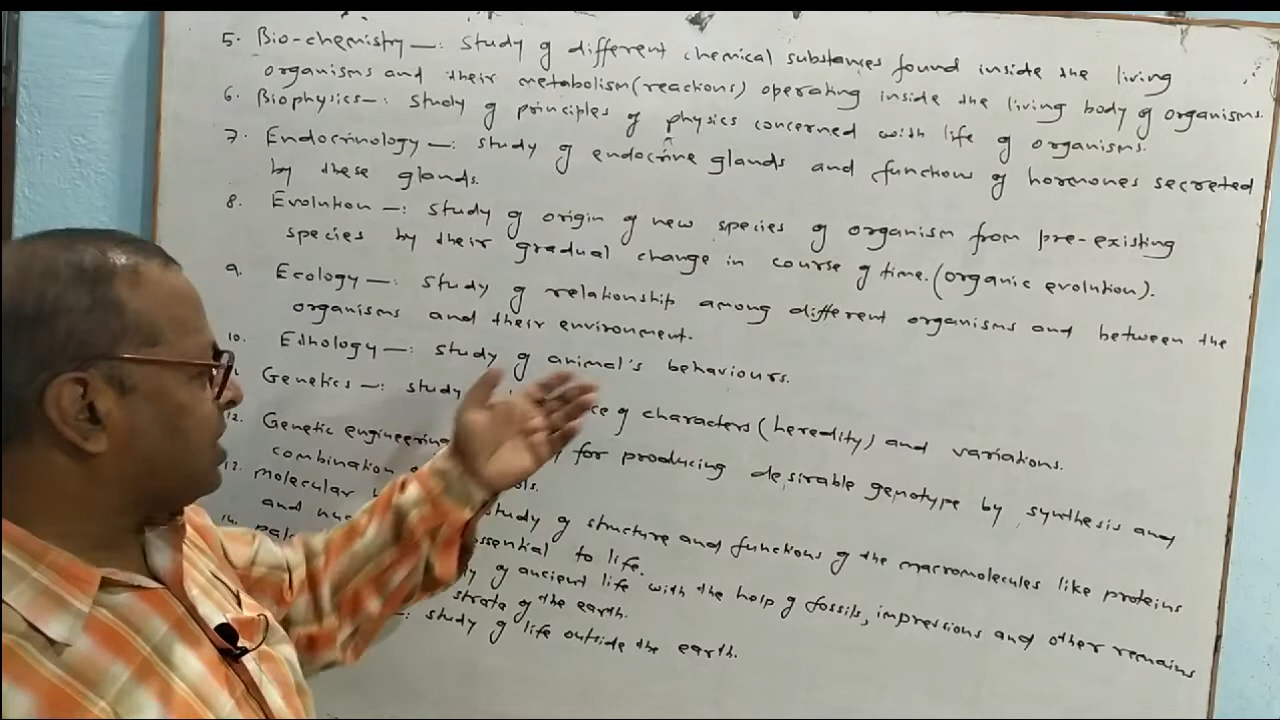 5. Bio-chemistry —: Study of different chemical substances found inside the living
organisms and their metabolism (reactions) operating inside the living body of organisms.
6. Biophysics —: Study of principles of physics concerned with life of organisms.
7. Endocrinology —: Study of endocrine glands and function of hormones secreted
by these glands.
8. Evolution —: Study of origin of new species of organism from pre-existing
species by their gradual change in course of time. (organic evolution).
9. Ecology —: Study of relationship among different organisms and between the
organisms and their environment.
10. Ethology —: Study of animal's behaviours.
Genetics —: study of characters (heredity) and variations.
12. Genetic engineering for producing desirable genotype by synthesis and
combination
13. Molecular study of structure and functions of the macromolecules like proteins
and essential to life.
14. of ancient life with the help of fossils, impressions and other remains
strata of the earth.
—: study of life outside the earth.